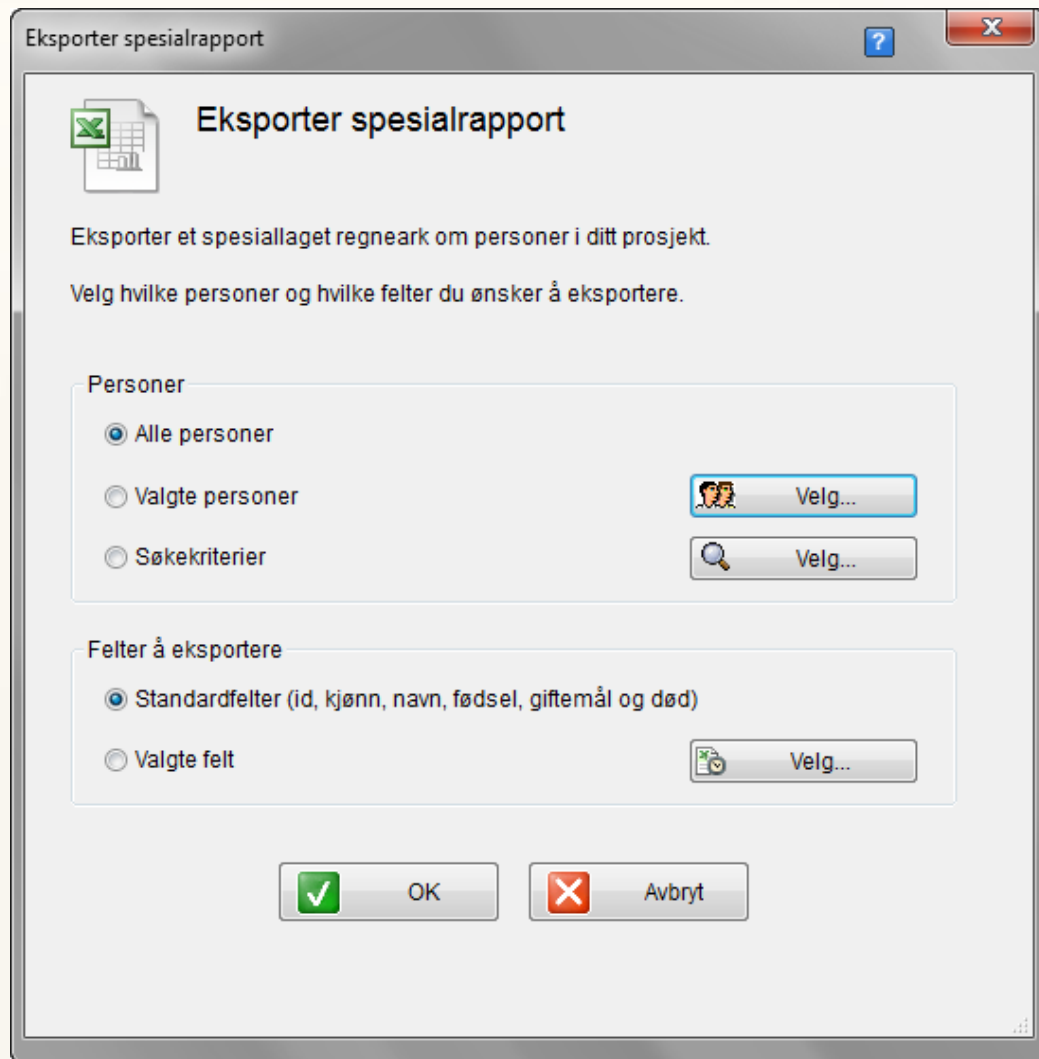 Eksporter spesialrapport
Eksporter spesialrapport
Eksporter et spesiallaget regneark om personer i ditt prosjekt.
Velg hvilke personer og hvilke felter du ønsker å eksportere.
Personer
Alle personer
Valgte personer
Velg...
Søkekriterier
Velg...
Felter å eksportere
Standardfelter (id, kjønn, navn, fødsel, giftemål og død)
Valgte felt
Velg...
OK
Avbryt